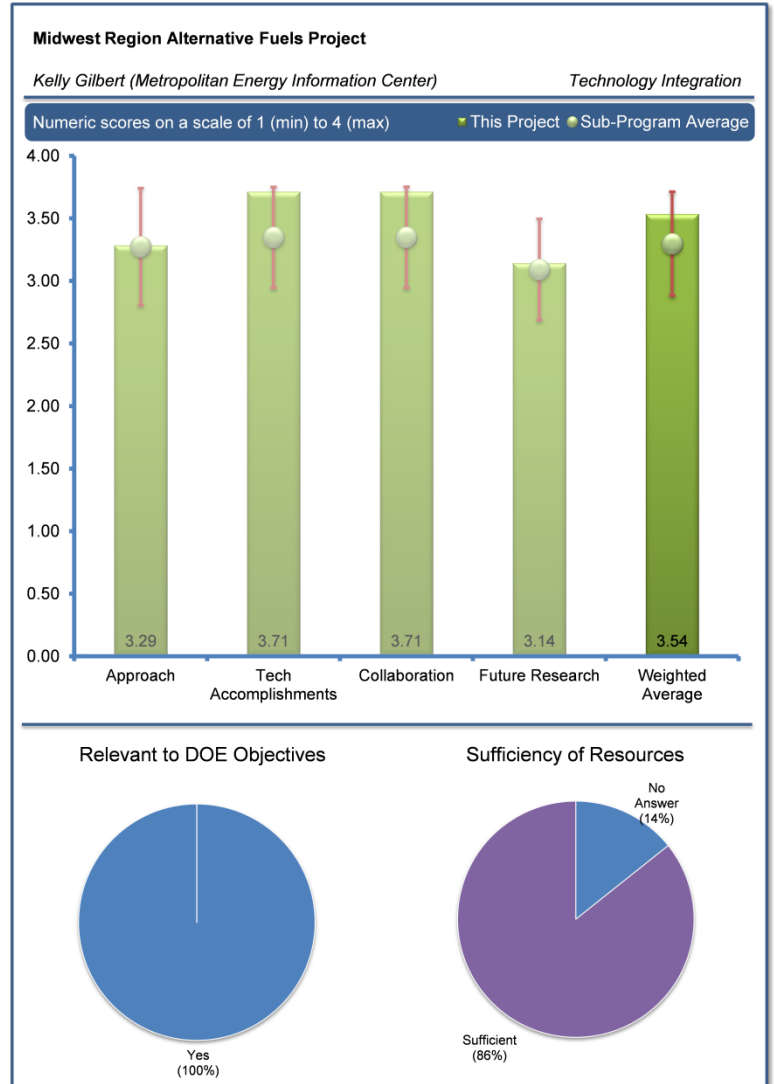 Midwest Region Alternative Fuels Project
Kelly Gilbert (Metropolitan Energy Information Center) Technology Integration
Numeric scores on a scale of 1 (min) to 4 (max) This Project Sub-Program Average
4.00
3.50
3.00
2.50
2.00
1.50
1.00
0.50
0.00
3.29 3.71 3.71 3.14 3.54
Approach Tech Collaboration Future Research Weighted
Accomplishments Average
Relevant to DOE Objectives Sufficiency of Resources
No
Answer
(14%)
Sufficient
(86%)
Yes
(100%)